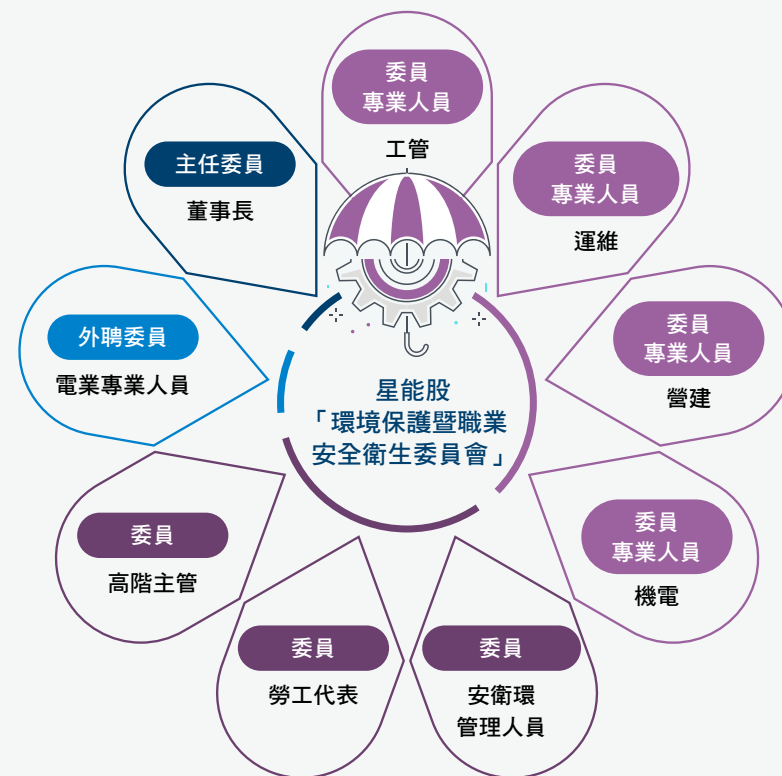 委員
專業人員
工管
主任委員
董事長
委員
專業人員
運維
外聘委員
電業專業人員
委員
專業人員
營建
星能股
「環境保護暨職業
安全衛生委員會」
委員
高階主管
委員
專業人員
機電
委員
勞工代表
委員
安衛環
管理人員